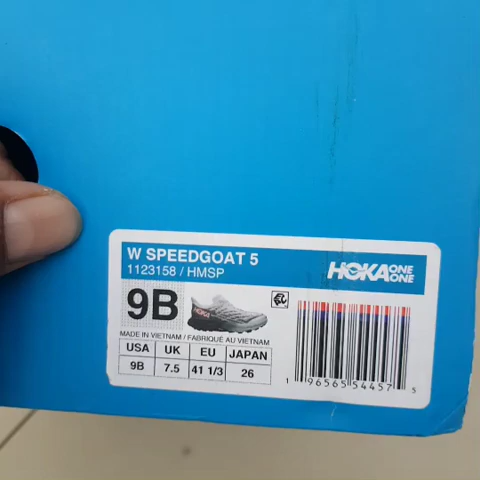 W SPEEDGOAT 5
1123158 / HMSP
HOKA ONE ONE
9B
MADE IN VIETNAM / FABRIQUÉ AU VIETNAM
USA UK EU JAPAN
9B 7.5 41 1/3 26
1 96565 54457 5